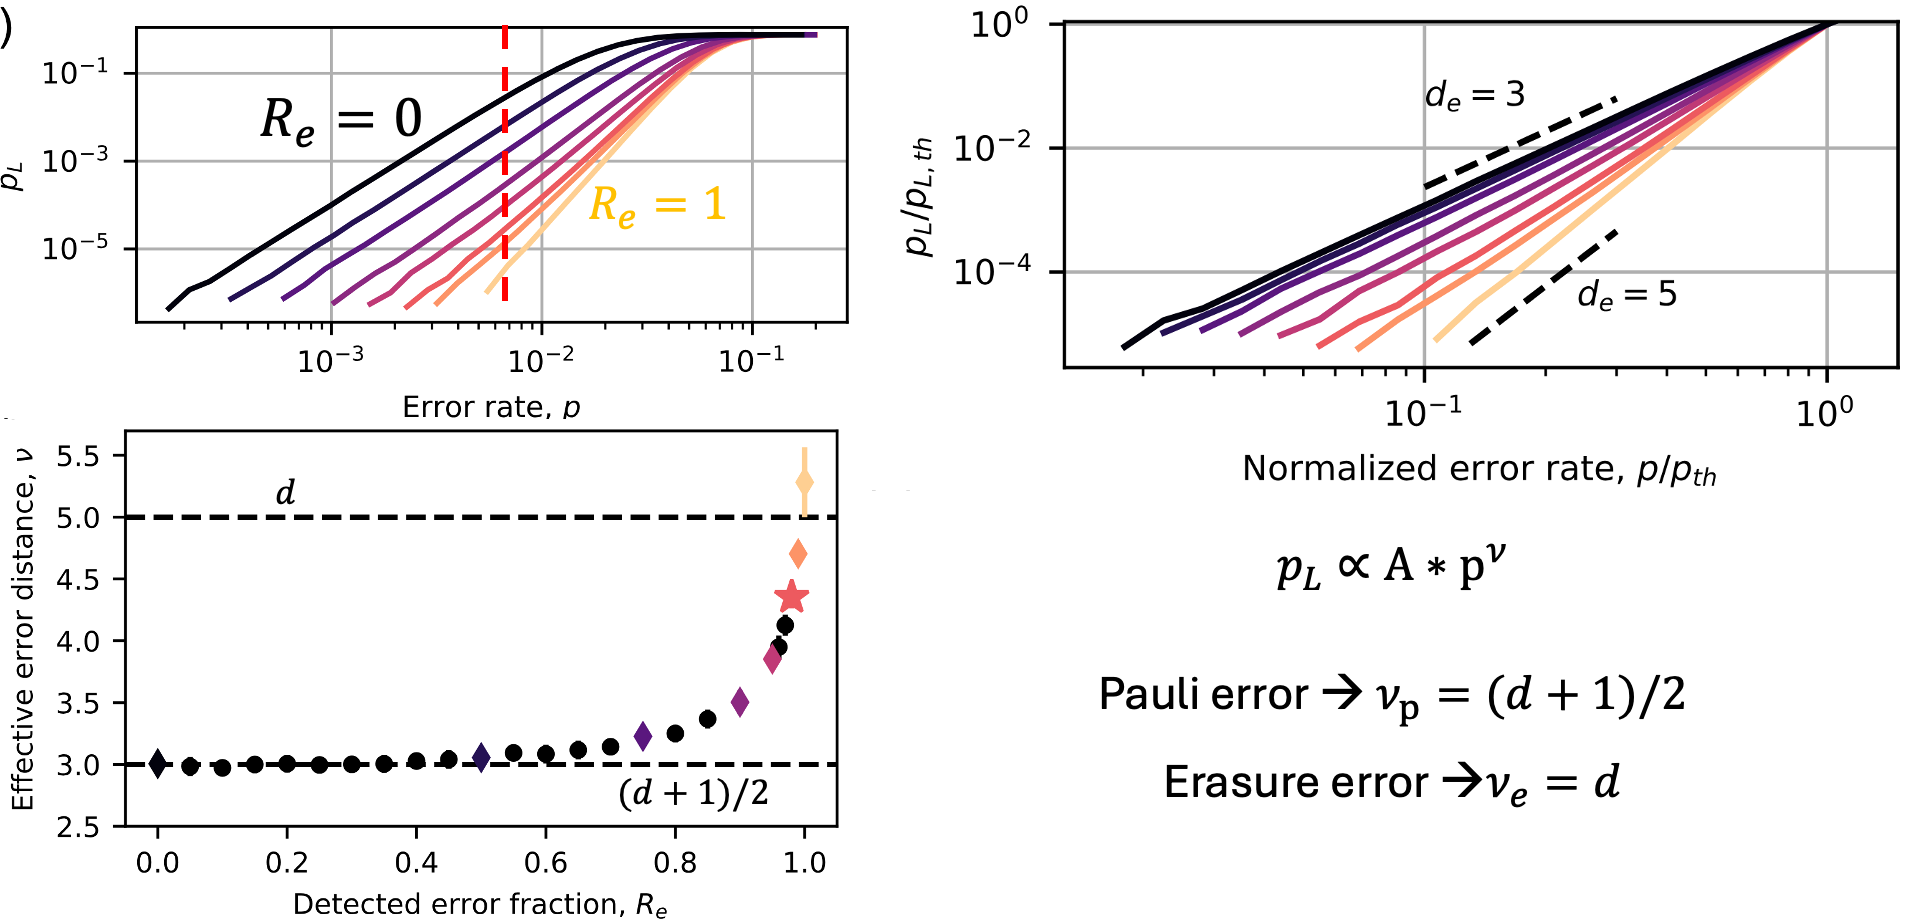 )
10⁻¹
10⁻³
10⁻⁵
p_L
R_e = 0
R_e = 1
10⁻³
10⁻²
10⁻¹
Error rate, p
10⁰
10⁻²
10⁻⁴
p_L/p_L,th
d_e = 3
d_e = 5
10⁻¹
10⁰
Normalized error rate, p/p_th
5.5
5.0
4.5
4.0
3.5
3.0
2.5
Effective error distance, ν
d
(d + 1)/2
0.0
0.2
0.4
0.6
0.8
1.0
Detected error fraction, R_e
p_L ∝ A ∗ p^ν
Pauli error → ν_p = (d + 1)/2
Erasure error → ν_e = d